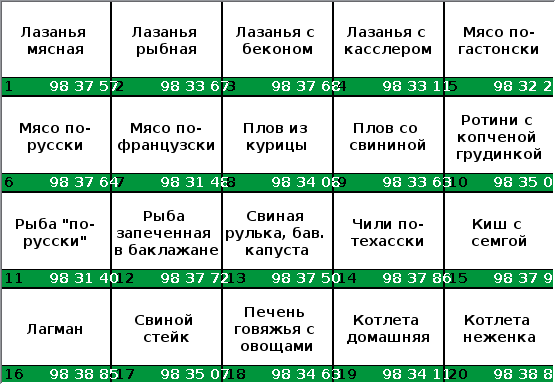 Лазанья мясная
Лазанья рыбная
Лазанья с беконом
Лазанья с касслером
Мясо по-гастонски
1 98 37 57
2 98 33 67
3 98 37 68
4 98 33 11
5 98 32 2
Мясо по-русски
Мясо по-французски
Плов из курицы
Плов со свининой
Ротини с копченой грудинкой
6 98 37 64
7 98 31 48
8 98 34 08
9 98 33 63
10 98 35 0
Рыба "по-русски"
Рыба запеченная в баклажане
Свиная рулька, бав. капуста
Чили по-техасски
Киш с семгой
11 98 31 40
12 98 37 72
13 98 37 50
14 98 37 86
15 98 37 9
Лагман
Свиной стейк
Печень говяжья с овощами
Котлета домашняя
Котлета неженка
16 98 38 85
17 98 35 07
18 98 34 63
19 98 34 11
20 98 38 8